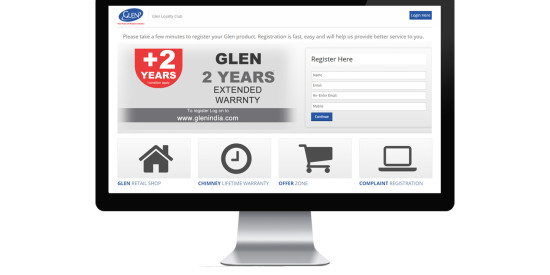 GLEN
Glen Loyalty Club
Login Here
Please take a few minutes to register your Glen product. Registration is fast, easy and will help us provide better service to you.
+2
YEARS
GLEN
2 YEARS
EXTENDED
WARRNTY
To register Log on to
www.glenindia.com
Register Here
Name
Email
Re-Enter Email
Mobile
Continue
GLEN RETAIL SHOP
CHIMNEY LIFETIME WARRANTY
OFFER ZONE
COMPLAINT REGISTRATION